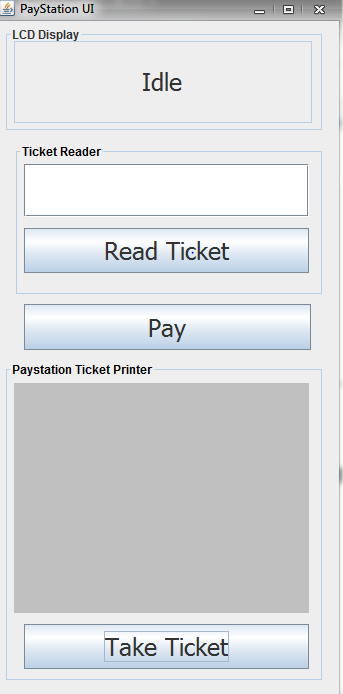 PayStation UI
LCD Display
Idle
Ticket Reader
Read Ticket
Pay
Paystation Ticket Printer
Take Ticket